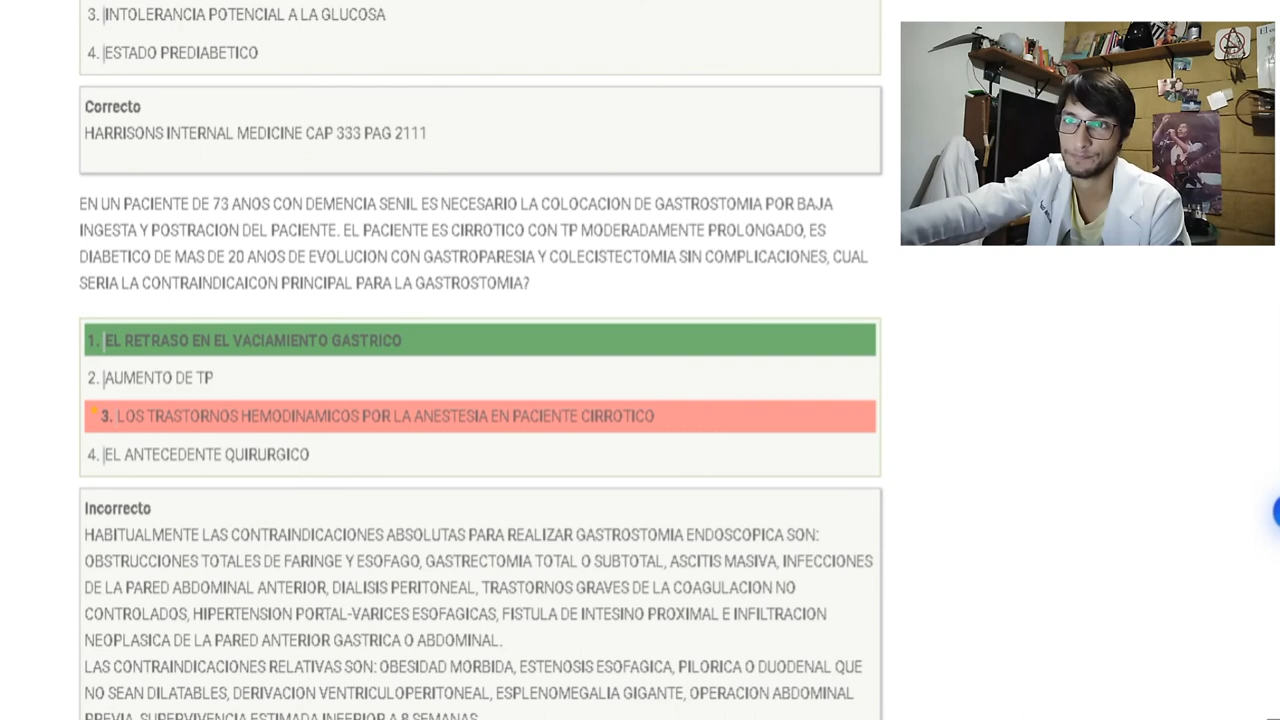 3. INTOLERANCIA POTENCIAL A LA GLUCOSA
4. ESTADO PREDIABETICO
Correcto
HARRISONS INTERNAL MEDICINE CAP 333 PAG 2111
EN UN PACIENTE DE 73 ANOS CON DEMENCIA SENIL ES NECESARIO LA COLOCACION DE GASTROSTOMIA POR BAJA
INGESTA Y POSTRACION DEL PACIENTE. EL PACIENTE ES CIRROTICO CON TP MODERADAMENTE PROLONGADO, ES
DIABETICO DE MAS DE 20 ANOS DE EVOLUCION CON GASTROPARESIA Y COLECISTECTOMIA SIN COMPLICACIONES, CUAL
SERIA LA CONTRAINDICAICON PRINCIPAL PARA LA GASTROSTOMIA?
1. EL RETRASO EN EL VACIAMIENTO GASTRICO
2. AUMENTO DE TP
3. LOS TRASTORNOS HEMODINAMICOS POR LA ANESTESIA EN PACIENTE CIRROTICO
4. EL ANTECEDENTE QUIRURGICO
Incorrecto
HABITUALMENTE LAS CONTRAINDICACIONES ABSOLUTAS PARA REALIZAR GASTROSTOMIA ENDOSCOPICA SON:
OBSTRUCCIONES TOTALES DE FARINGE Y ESOFAGO, GASTRECTOMIA TOTAL O SUBTOTAL, ASCITIS MASIVA, INFECCIONES
DE LA PARED ABDOMINAL ANTERIOR, DIALISIS PERITONEAL, TRASTORNOS GRAVES DE LA COAGULACION NO
CONTROLADOS, HIPERTENSION PORTAL-VARICES ESOFAGICAS, FISTULA DE INTESINO PROXIMAL E INFILTRACION
NEOPLASICA DE LA PARED ANTERIOR GASTRICA O ABDOMINAL.
LAS CONTRAINDICACIONES RELATIVAS SON: OBESIDAD MORBIDA, ESTENOSIS ESOFAGICA, PILORICA O DUODENAL QUE
NO SEAN DILATABLES, DERIVACION VENTRICULOPERITONEAL, ESPLENOMEGALIA GIGANTE, OPERACION ABDOMINAL
PREVIA, SUPERVIVENCIA ESTIMADA INFERIOR A 8 SEMANAS